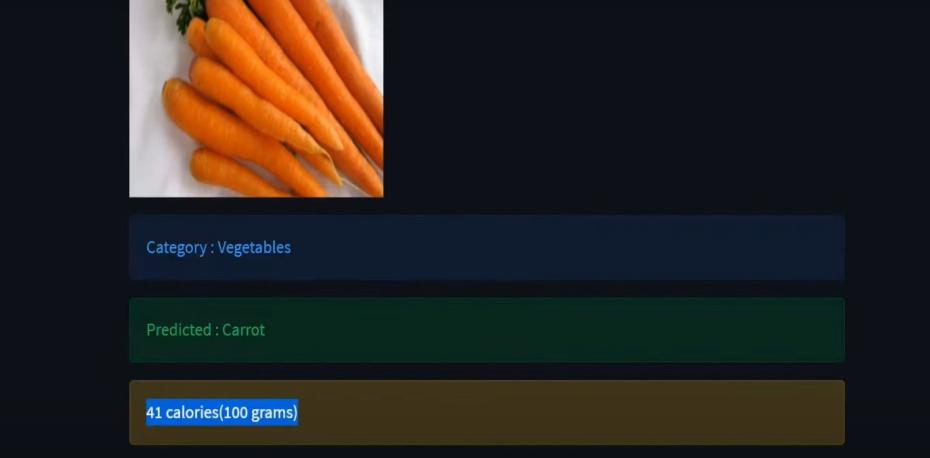 Category : Vegetables
Predicted : Carrot
41 calories(100 grams)